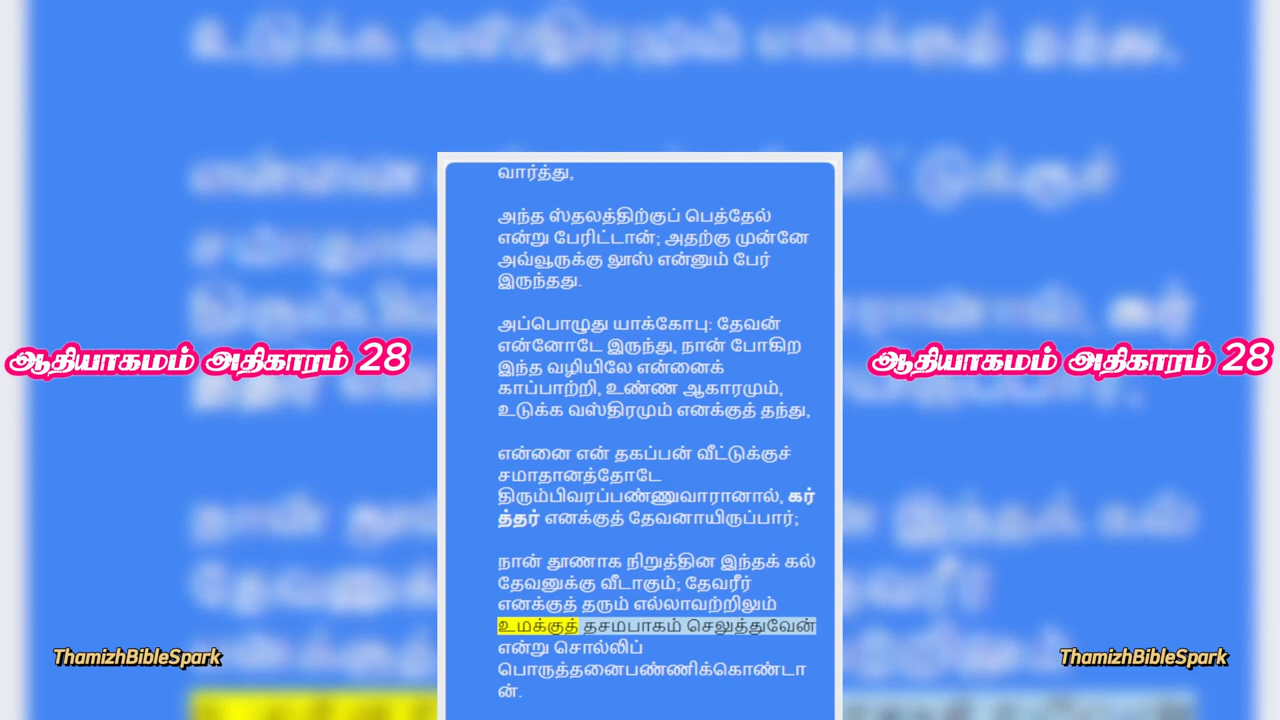 வார்த்து,
அந்த ஸ்தலத்திற்குப் பெத்தேல்
என்று பேரிட்டான்; அதற்கு முன்னே
அவ்வூருக்கு லூஸ் என்னும் பேர்
இருந்தது.
அப்பொழுது யாக்கோபு: தேவன்
என்னோடே இருந்து, நான் போகிற
இந்த வழியிலே என்னைக்
காப்பாற்றி, உண்ண ஆகாரமும்,
உடுக்க வஸ்திரமும் எனக்குத் தந்து,
என்னை என் தகப்பன் வீட்டுக்குச்
சமாதானத்தோடே
திரும்பிவரப்பண்ணுவாரானால், கர்
த்தர் எனக்குத் தேவனாயிருப்பார்;
நான் தூணாக நிறுத்தின இந்தக் கல்
தேவனுக்கு வீடாகும்; தேவரீர்
எனக்குத் தரும் எல்லாவற்றிலும்
உமக்குத் தசமபாகம் செலுத்துவேன்
என்று சொல்லிப்
பொருத்தனைபண்ணிக்கொண்டா
ன்.
ஆதியாகமம் அதிகாரம் 28
ஆதியாகமம் அதிகாரம் 28
ThamizhBibleSpark
ThamizhBibleSpark